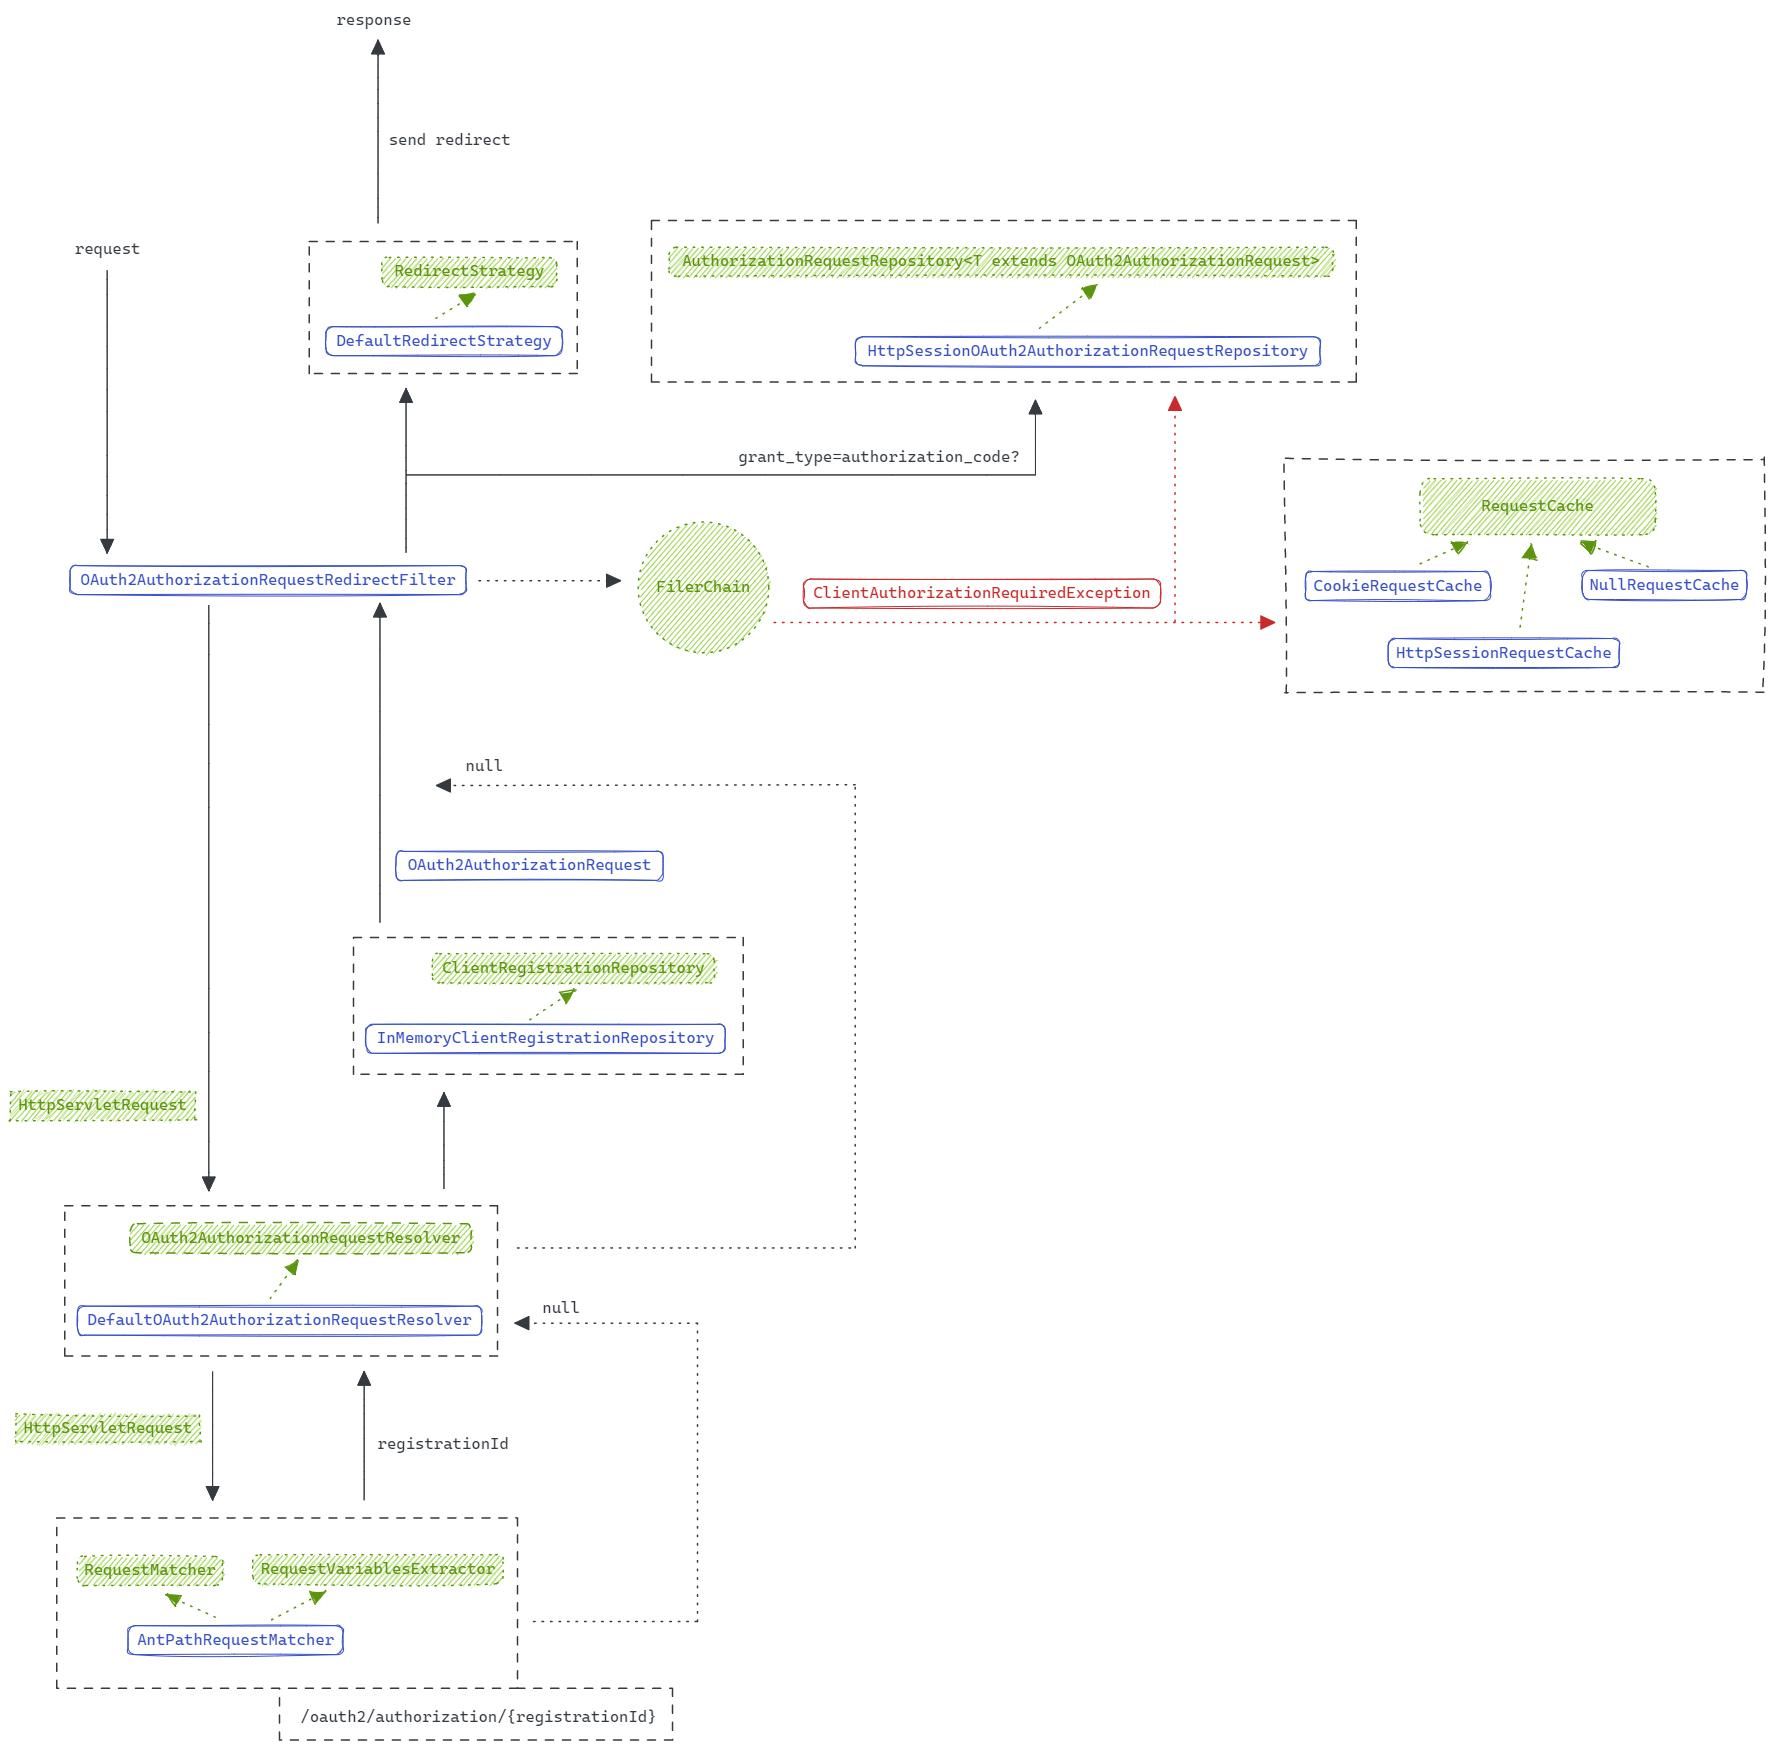 response
send redirect
request
RedirectStrategy
DefaultRedirectStrategy
AuthorizationRequestRepository<T extends OAuth2AuthorizationRequest>
HttpSessionOAuth2AuthorizationRequestRepository
grant_type=authorization_code?
RequestCache
CookieRequestCache
NullRequestCache
HttpSessionRequestCache
OAuth2AuthorizationRequestRedirectFilter
FilerChain
ClientAuthorizationRequiredException
null
OAuth2AuthorizationRequest
ClientRegistrationRepository
InMemoryClientRegistrationRepository
HttpServletRequest
OAuth2AuthorizationRequestResolver
DefaultOAuth2AuthorizationRequestResolver
null
HttpServletRequest
registrationId
RequestMatcher
RequestVariablesExtractor
AntPathRequestMatcher
/oauth2/authorization/{registrationId}